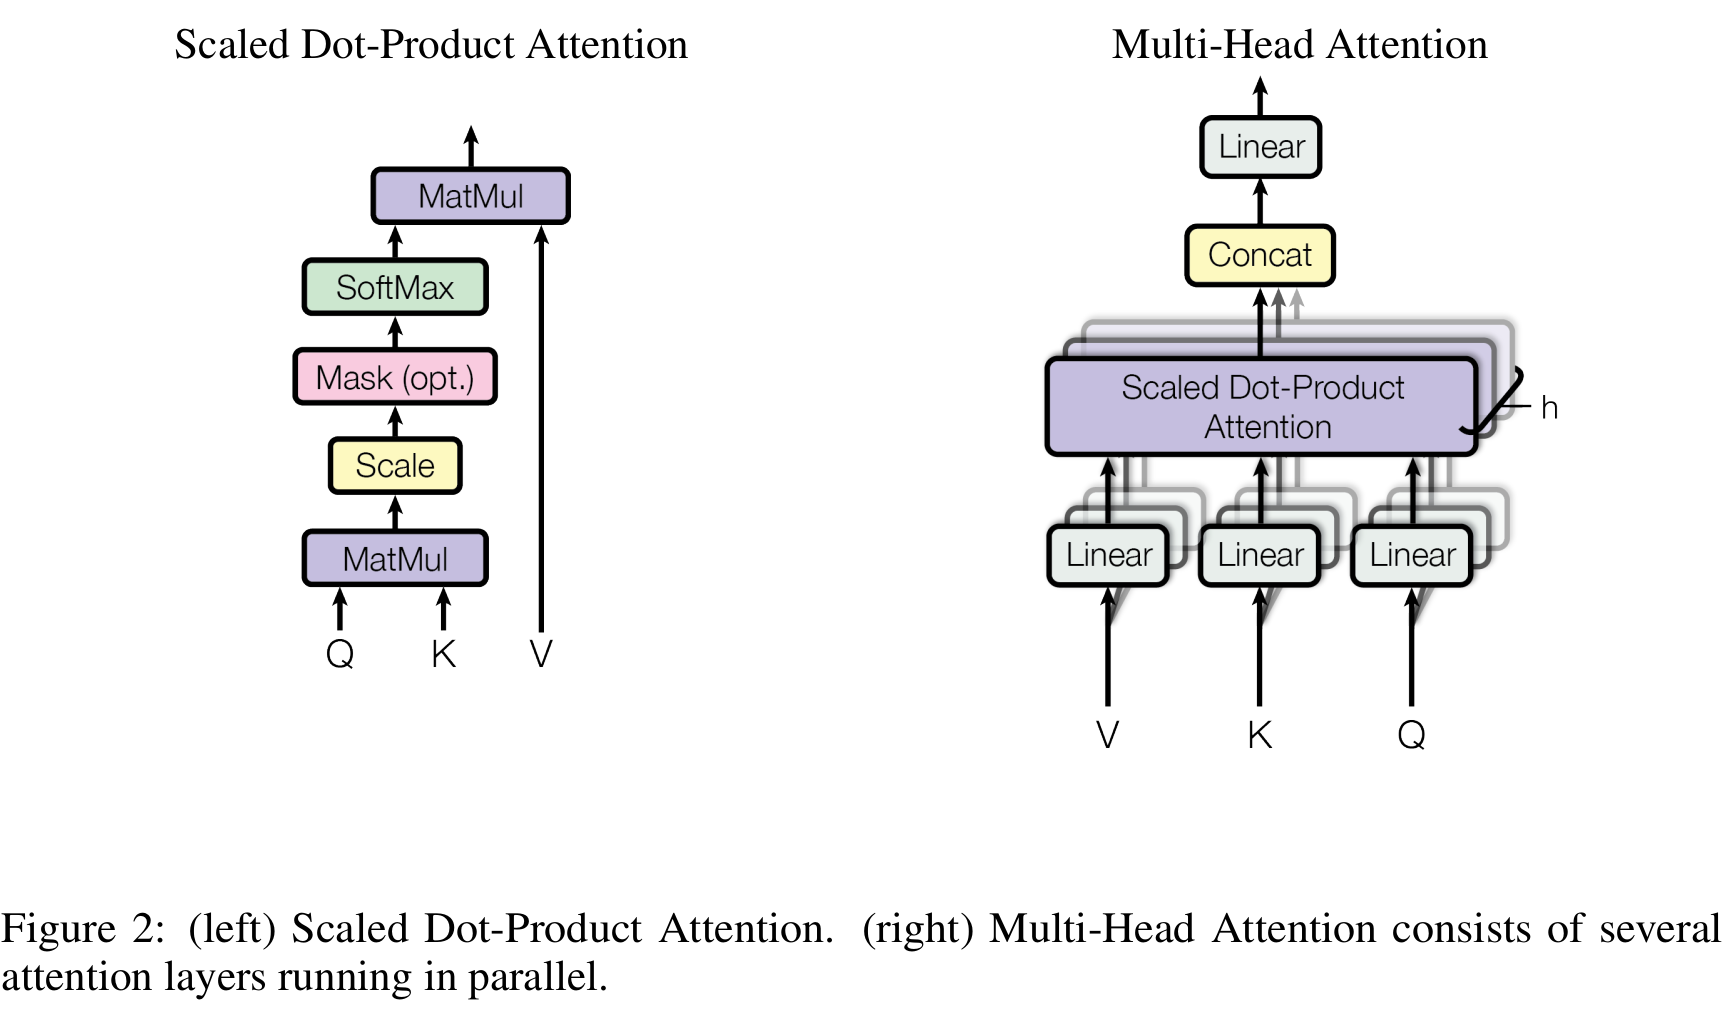 Scaled Dot-Product Attention
MatMul
SoftMax
Mask (opt.)
Scale
MatMul
Q K V
Multi-Head Attention
Linear
Concat
Scaled Dot-Product
Attention
h
Linear Linear Linear
V K Q
Figure 2: (left) Scaled Dot-Product Attention. (right) Multi-Head Attention consists of several
attention layers running in parallel.